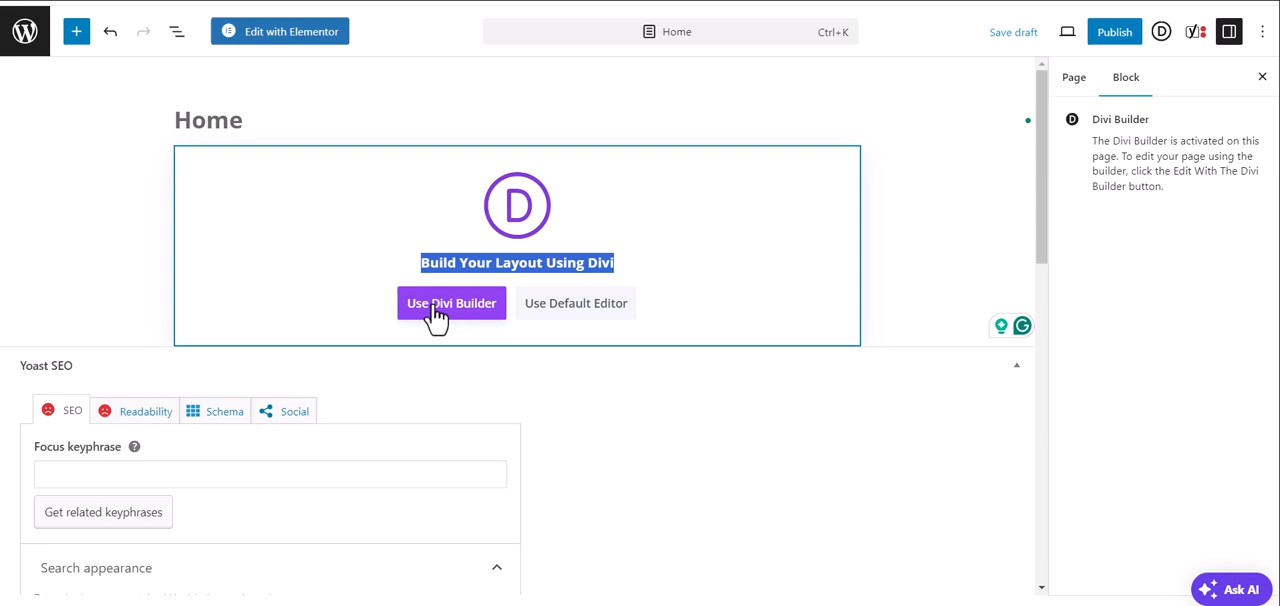 Edit with Elementor
Home
Ctrl+K
Save draft
Publish
Page
Block
Home
D
Build Your Layout Using Divi
Use Divi Builder
Use Default Editor
Divi Builder
The Divi Builder is activated on this
page. To edit your page using the
builder, click the Edit With The Divi
Builder button.
Yoast SEO
SEO
Readability
Schema
Social
Focus keyphrase
Get related keyphrases
Search appearance
Ask AI